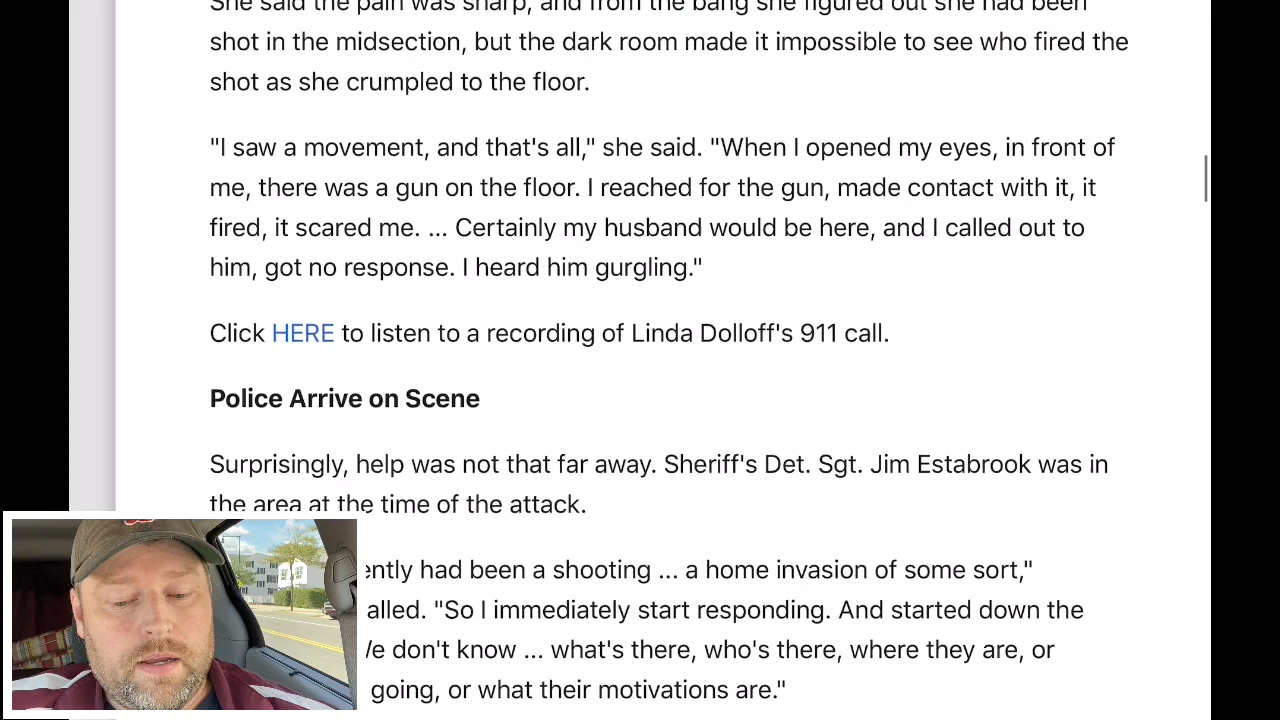 She said the pain was sharp, and from the bang she figured out she had been
shot in the midsection, but the dark room made it impossible to see who fired the
shot as she crumpled to the floor.
"I saw a movement, and that's all," she said. "When I opened my eyes, in front of
me, there was a gun on the floor. I reached for the gun, made contact with it, it
fired, it scared me. ... Certainly my husband would be here, and I called out to
him, got no response. I heard him gurgling."
Click HERE to listen to a recording of Linda Dolloff's 911 call.
Police Arrive on Scene
Surprisingly, help was not that far away. Sheriff's Det. Sgt. Jim Estabrook was in
the area at the time of the attack.
ently had been a shooting ... a home invasion of some sort,"
alled. "So I immediately start responding. And started down the
We don't know ... what's there, who's there, where they are, or
going, or what their motivations are."